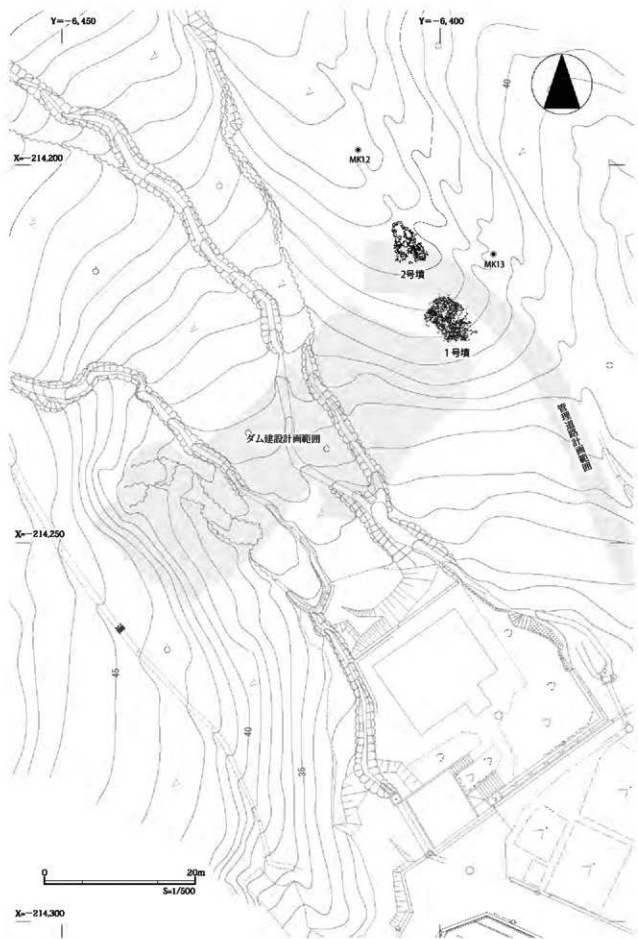 Y=-6,450
Y=-6,400
40
X=-214,200
MK12
MK13
2号墳
1号墳
管理道路計画範囲
ダム建設計画範囲
X=-214,250
45
40
35
0 20m
S=1/500
X=-214,300